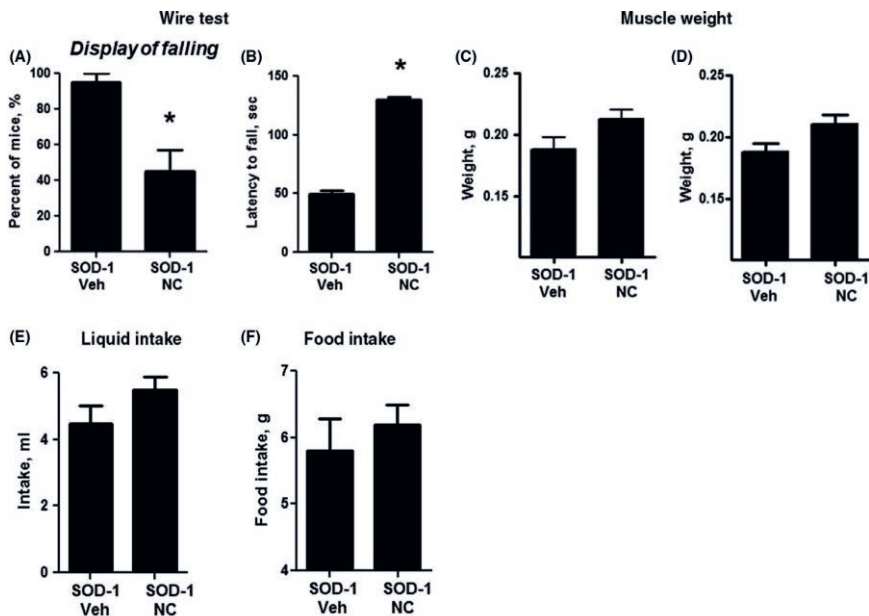 Wire test
Muscle weight
(A)
Display of falling
Percent of mice, %
100
80
60
40
20
0
*
SOD-1
Veh
SOD-1
NC
(B)
Latency to fall, sec
150
100
50
0
*
SOD-1
Veh
SOD-1
NC
(C)
Weight, g
0.25
0.20
0.15
SOD-1
Veh
SOD-1
NC
(D)
Weight, g
0.25
0.20
0.15
SOD-1
Veh
SOD-1
NC
(E)
Liquid intake
Intake, ml
6
4
2
0
SOD-1
Veh
SOD-1
NC
(F)
Food intake
Food intake, g
7
6
5
4
SOD-1
Veh
SOD-1
NC